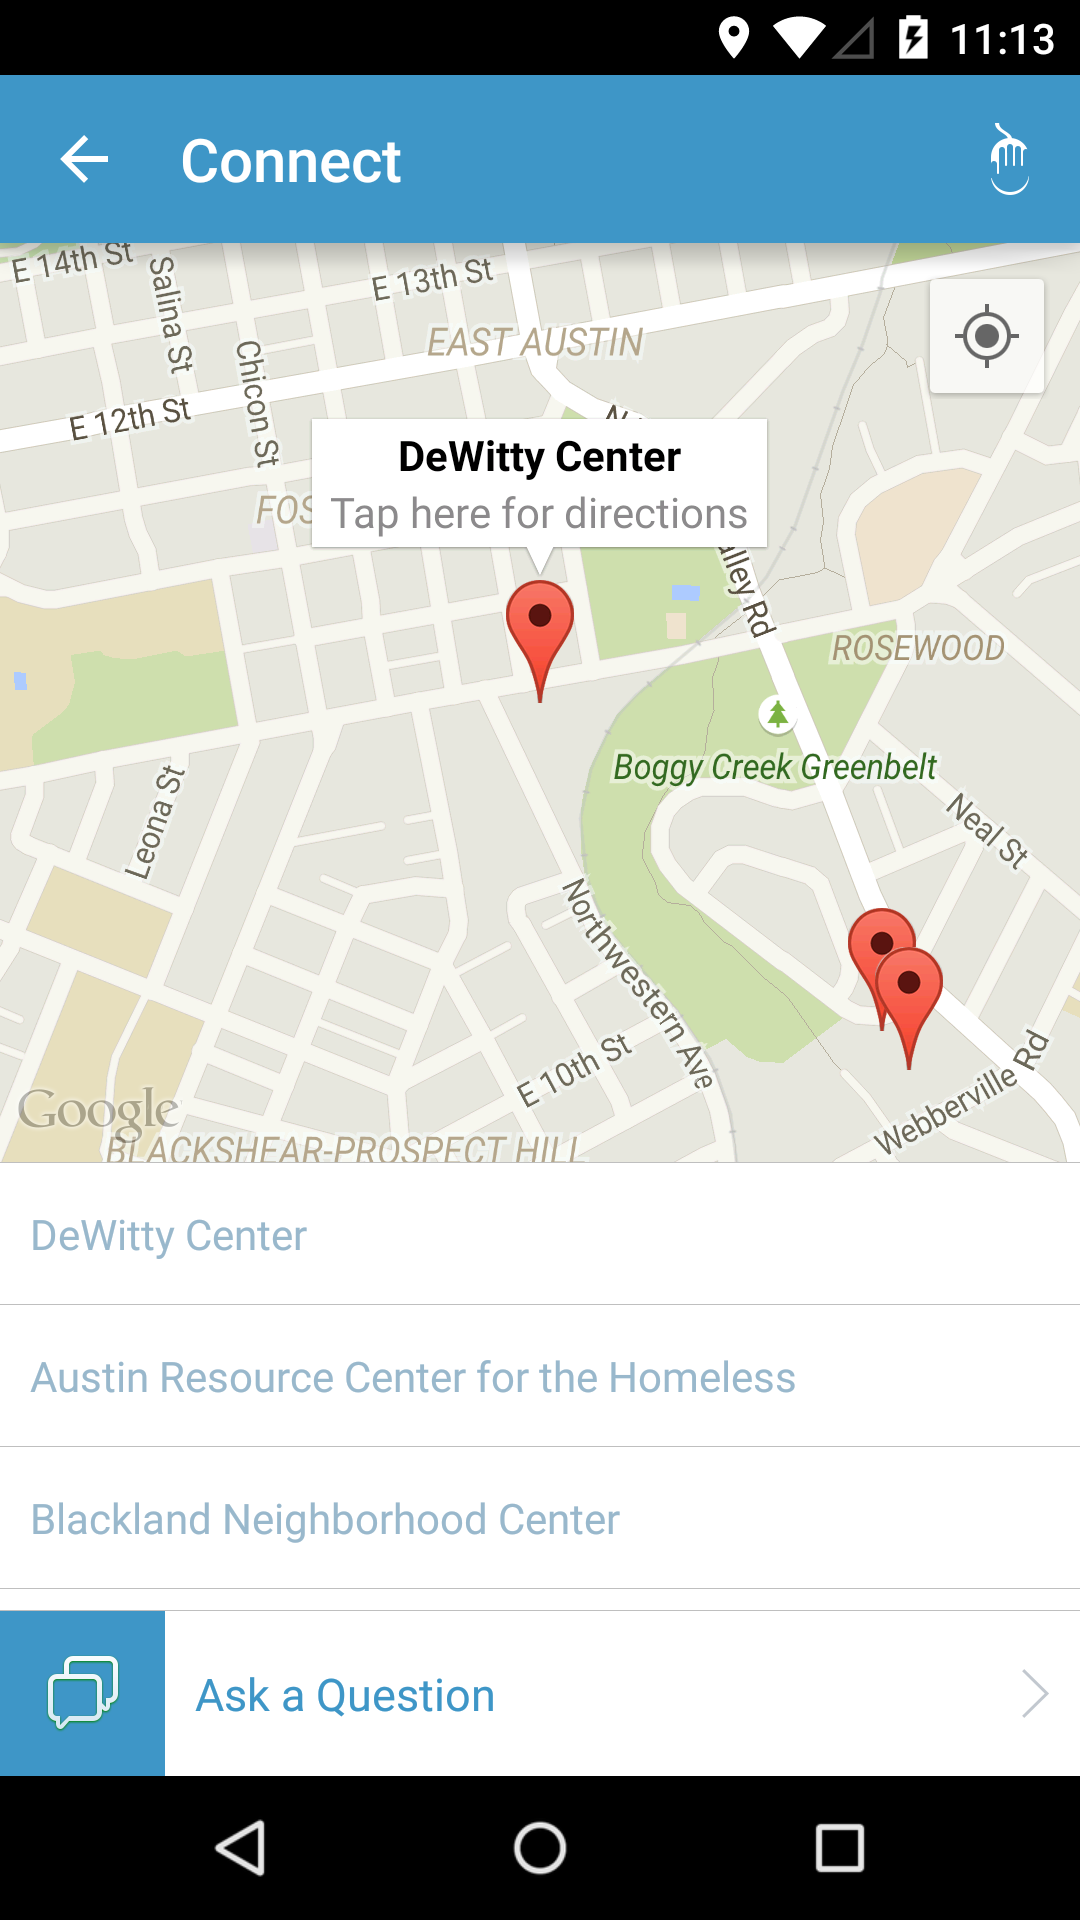 11:13
Connect
E 14th St
Salina St
E 13th St
EAST AUSTIN
Chicon St
E 12th St
DeWitty Center
Tap here for directions
alley Rd
ROSEWOOD
Boggy Creek Greenbelt
Leona St
Neal St
Northwestern Ave
E 10th St
Webberville Rd
Google
BLACKSHEAR-PROSPECT HILL
DeWitty Center
Austin Resource Center for the Homeless
Blackland Neighborhood Center
Ask a Question